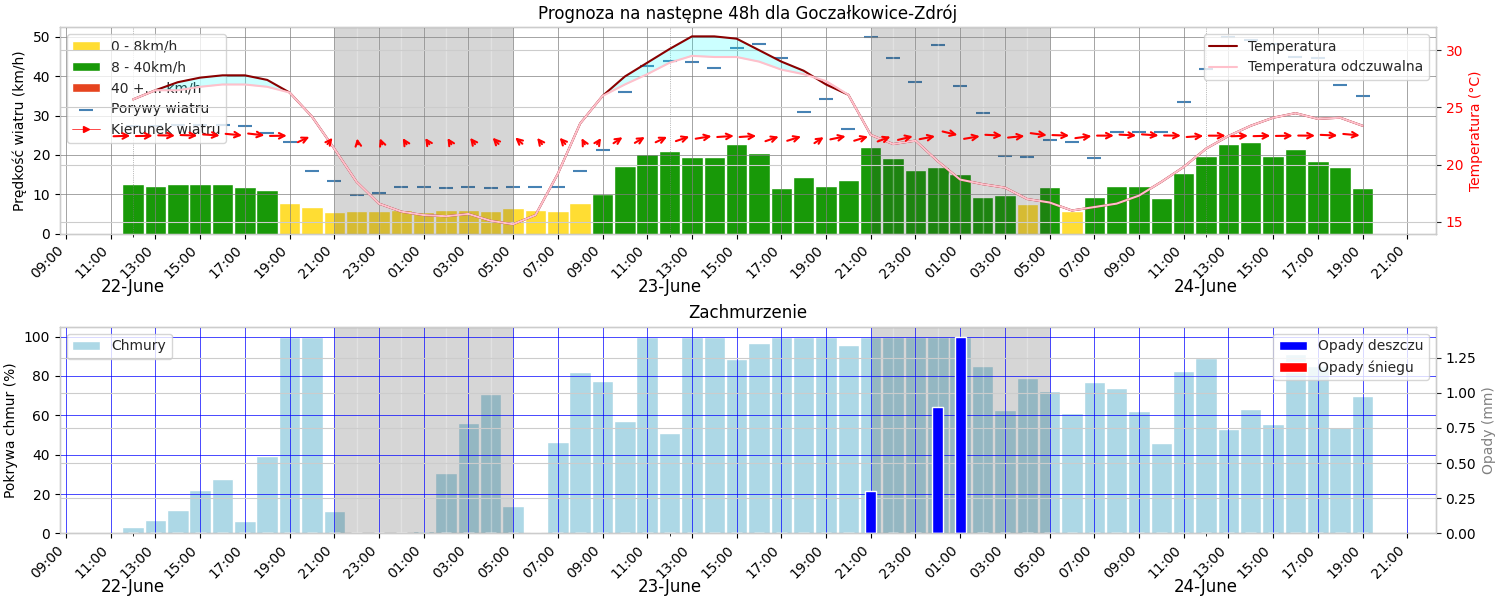 Prognoza na następne 48h dla Goczałkowice-Zdrój
Prędkość wiatru (km/h)
50
40
30
20
10
0
0 - 8km/h
8 - 40km/h
40 +... km/h
Porywy wiatru
Kierunek wiatru
Temperatura
Temperatura odczuwalna
30
25
20
15
Temperatura (°C)
09:00 11:00 13:00 15:00 17:00 19:00 21:00 23:00 01:00 03:00 05:00 07:00 09:00 11:00 13:00 15:00 17:00 19:00 21:00 23:00 01:00 03:00 05:00 07:00 09:00 11:00 13:00 15:00 17:00 19:00 21:00
22-June 23-June 24-June
Zachmurzenie
Pokrywa chmur (%)
100
80
60
40
20
0
Chmury
Opady deszczu
Opady śniegu
1.25
1.00
0.75
0.50
0.25
0.00
Opady (mm)
09:00 11:00 13:00 15:00 17:00 19:00 21:00 23:00 01:00 03:00 05:00 07:00 09:00 11:00 13:00 15:00 17:00 19:00 21:00 23:00 01:00 03:00 05:00 07:00 09:00 11:00 13:00 15:00 17:00 19:00 21:00
22-June 23-June 24-June